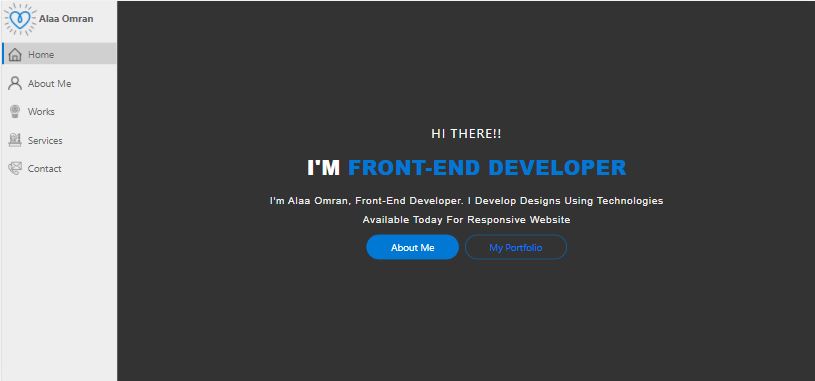 Alaa Omran
Home
About Me
Works
Services
Contact
HI THERE!!
I'M FRONT-END DEVELOPER
I'm Alaa Omran, Front-End Developer. I Develop Designs Using Technologies
Available Today For Responsive Website
About Me
My Portfolio